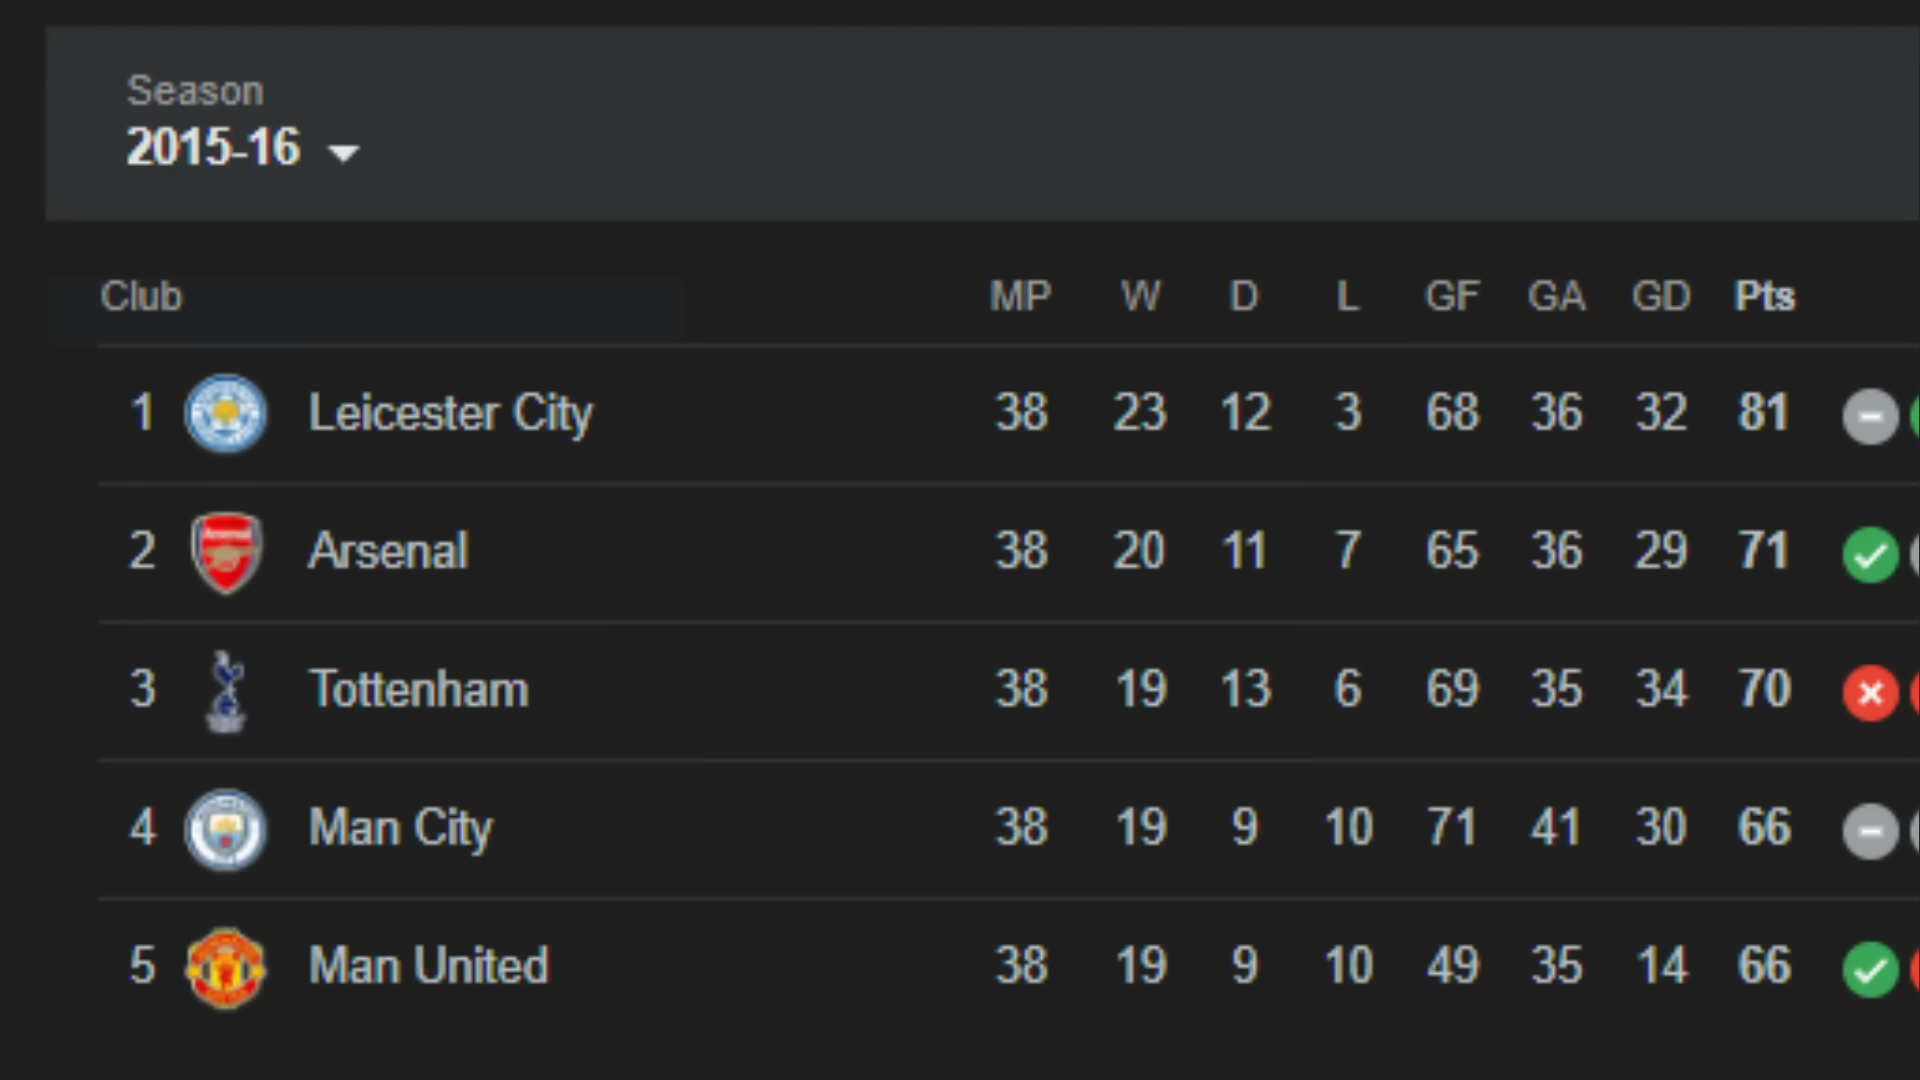 Season
2015-16
Club MP W D L GF GA GD Pts
1 Leicester City 38 23 12 3 68 36 32 81
2 Arsenal 38 20 11 7 65 36 29 71
3 Tottenham 38 19 13 6 69 35 34 70
4 Man City 38 19 9 10 71 41 30 66
5 Man United 38 19 9 10 49 35 14 66